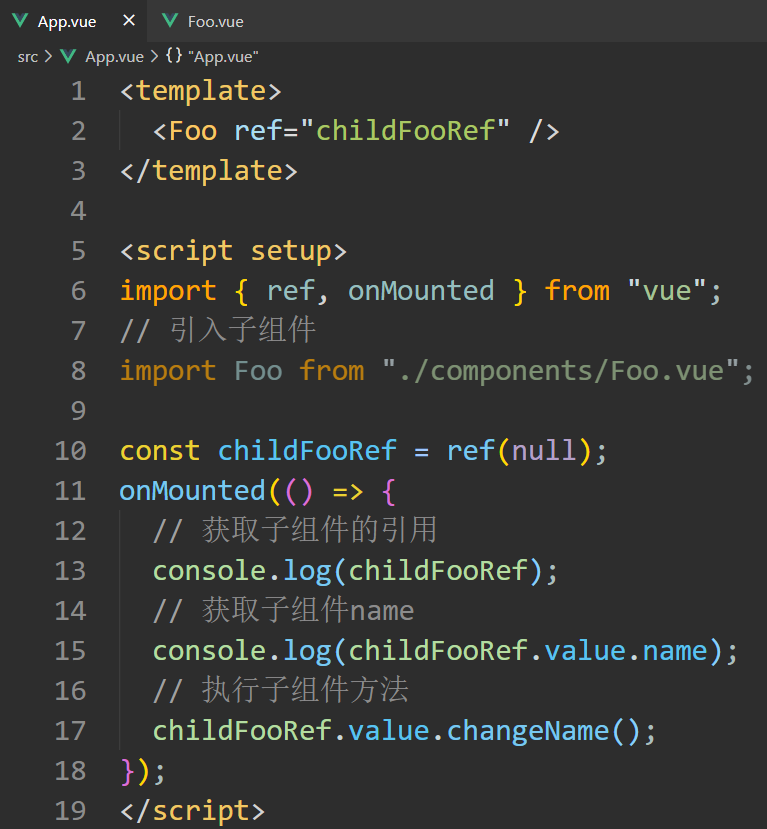 App.vue × Foo.vue
src > App.vue > {} "App.vue"
1 <template>
2   <Foo ref="childFooRef" />
3 </template>
4
5 <script setup>
6 import { ref, onMounted } from "vue";
7 // 引入子组件
8 import Foo from "./components/Foo.vue";
9
10 const childFooRef = ref(null);
11 onMounted(() => {
12   // 获取子组件的引用
13   console.log(childFooRef);
14   // 获取子组件name
15   console.log(childFooRef.value.name);
16   // 执行子组件方法
17   childFooRef.value.changeName();
18 });
19 </script>